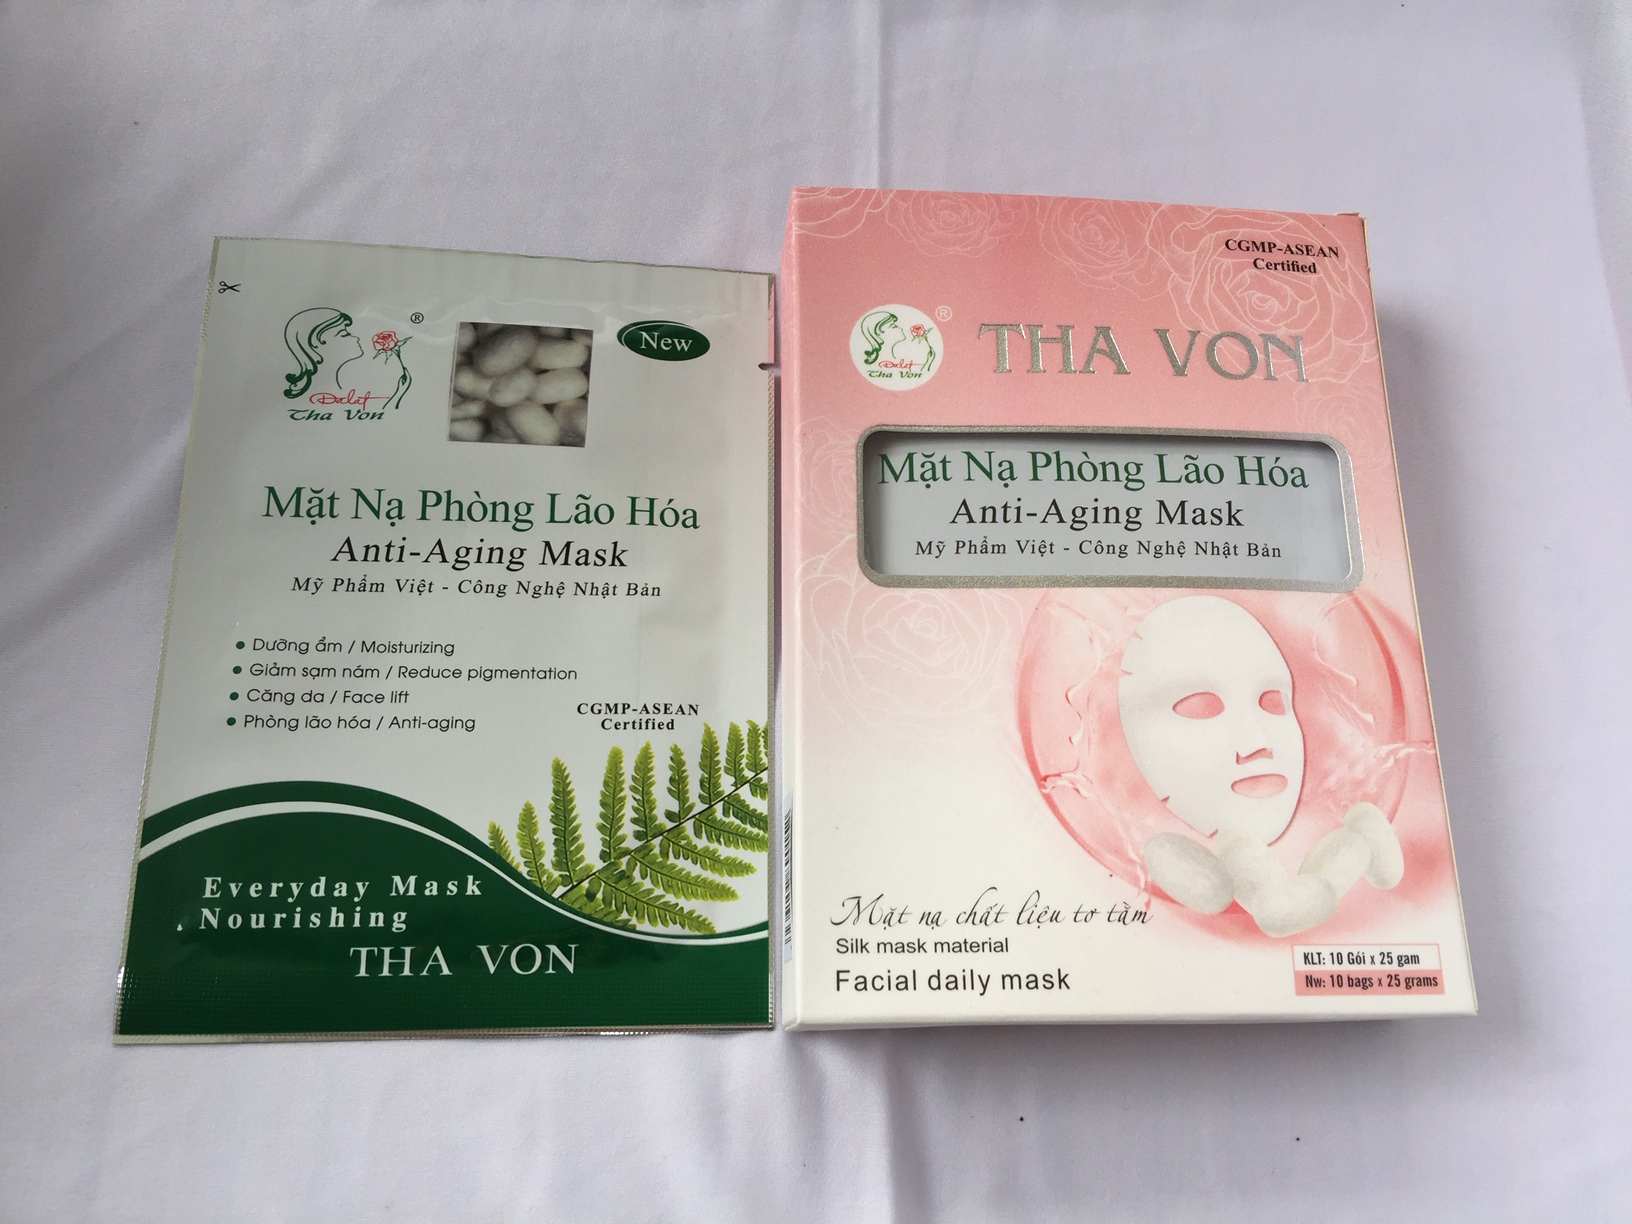 ®
New
Dalat
Tha Von
Mặt Nạ Phòng Lão Hóa
Anti-Aging Mask
Mỹ Phẩm Việt - Công Nghệ Nhật Bản
Dưỡng ẩm / Moisturizing
Giảm sạm nám / Reduce pigmentation
Căng da / Face lift
Phòng lão hóa / Anti-aging
CGMP-ASEAN
Certified
Everyday Mask
Nourishing
THA VON
CGMP-ASEAN
Certified
®
Dalat
Tha Von
THA VON
Mặt Nạ Phòng Lão Hóa
Anti-Aging Mask
Mỹ Phẩm Việt - Công Nghệ Nhật Bản
Mặt nạ chất liệu tơ tằm
Silk mask material
Facial daily mask
KLT: 10 Gói x 25 gam
Nw: 10 bags x 25 grams